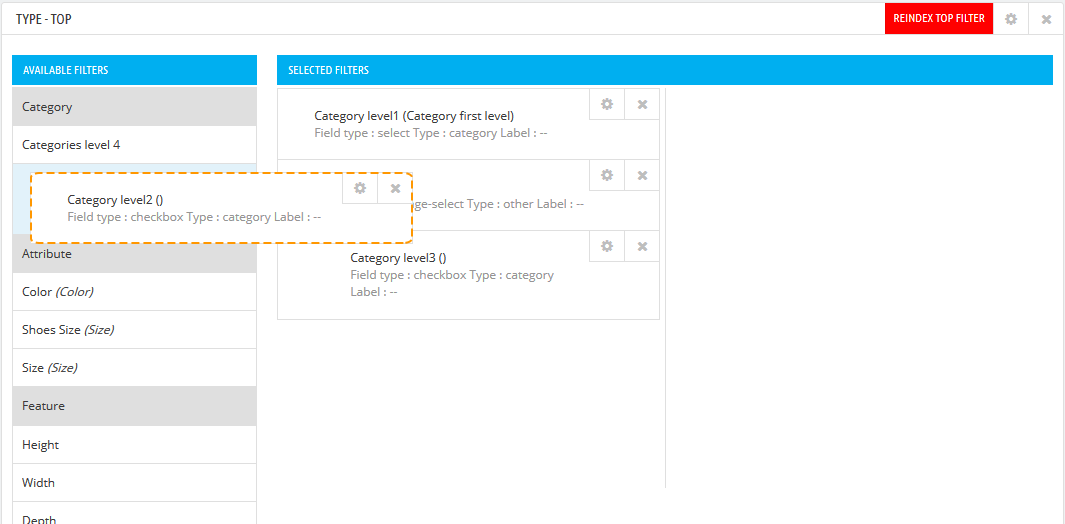 TYPE - TOP
REINDEX TOP FILTER
AVAILABLE FILTERS
Category
Categories level 4
Category level2 ()
Field type : checkbox Type : category Label : --
Attribute
Color (Color)
Shoes Size (Size)
Size (Size)
Feature
Height
Width
Depth
SELECTED FILTERS
Category level1 (Category first level)
Field type : select Type : category Label : --
ge-select Type : other Label : --
Category level3 ()
Field type : checkbox Type : category
Label : --